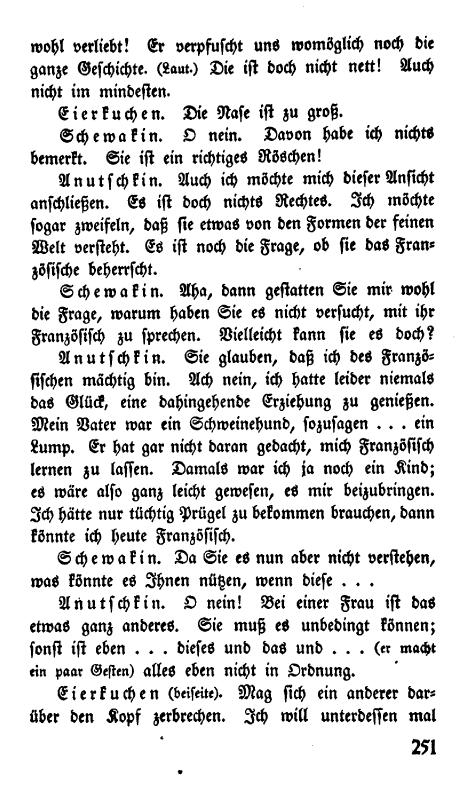 wohl verliebt! Er verpfuscht uns womöglich noch die
ganze Geschichte. (Laut.) Die ist doch nicht nett! Auch
nicht im mindesten.
Eierkuchen. Die Nase ist zu groß.
Schewakin. O nein. Davon habe ich nichts
bemerkt. Sie ist ein richtiges Röschen!
Anutschkin. Auch ich möchte mich dieser Ansicht
anschließen. Es ist doch nichts Rechtes. Ich möchte
sogar zweifeln, daß sie etwas von den Formen der feinen
Welt versteht. Es ist noch die Frage, ob sie das Fran-
zösische beherrscht.
Schewakin. Aha, dann gestatten Sie mir wohl
die Frage, warum haben Sie es nicht versucht, mit ihr
Französisch zu sprechen. Vielleicht kann sie es doch?
Anutschkin. Sie glauben, daß ich des Franzö-
sischen mächtig bin. Ach nein, ich hatte leider niemals
das Glück, eine dahingehende Erziehung zu genießen.
Mein Vater war ein Schweinehund, sozusagen . . . ein
Lump. Er hat gar nicht daran gedacht, mich Französisch
lernen zu lassen. Damals war ich ja noch ein Kind;
es wäre also ganz leicht gewesen, es mir beizubringen.
Ich hätte nur tüchtig Prügel zu bekommen brauchen, dann
könnte ich heute Französisch.
Schewakin. Da Sie es nun aber nicht verstehen,
was könnte es Ihnen nützen, wenn diese . . .
Anutschkin. O nein! Bei einer Frau ist das
etwas ganz anderes. Sie muß es unbedingt können;
sonst ist eben . . . dieses und das und . . . (er macht
ein paar Gesten) alles eben nicht in Ordnung.
Eierkuchen (beiseite). Mag sich ein anderer dar-
über den Kopf zerbrechen. Ich will unterdessen mal
251